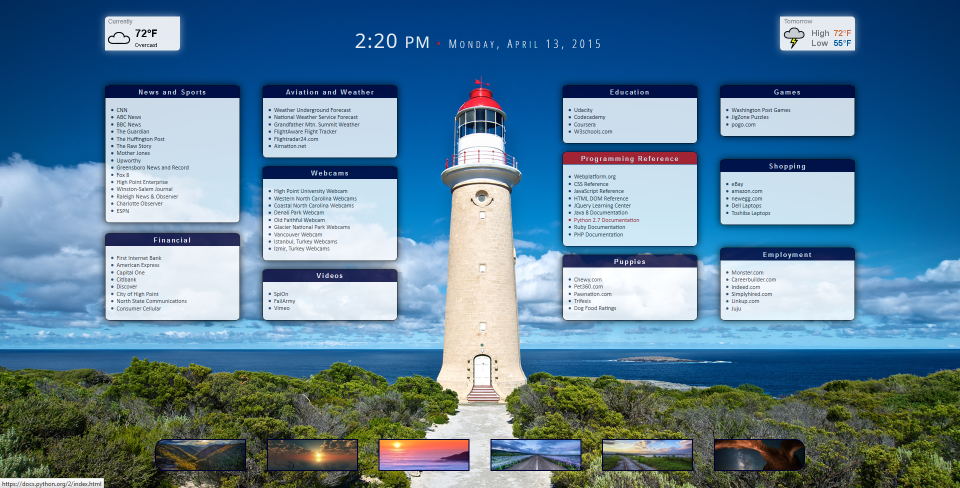 Currently
72°F
Overcast
2:20 PM • Monday, April 13, 2015
Tomorrow
High 72°F
Low 55°F
News and Sports
CNN
ABC News
BBC News
The Guardian
The Huffington Post
The Raw Story
Mother Jones
Upworthy
Greensboro News and Record
Fox 8
High Point Enterprise
Winston-Salem Journal
Raleigh News & Observer
Charlotte Observer
ESPN
Financial
First Internet Bank
American Express
Capital One
Citibank
Discover
City of High Point
North State Communications
Consumer Cellular
Aviation and Weather
Weather Underground Forecast
National Weather Service Forecast
Grandfather Mtn. Summit Weather
FlightAware Flight Tracker
Flightradar24.com
Airnation.net
Webcams
High Point University Webcam
Western North Carolina Webcams
Coastal North Carolina Webcams
Denali Park Webcam
Old Faithful Webcam
Glacier National Park Webcams
Vancouver Webcam
Istanbul, Turkey Webcams
Izmir, Turkey Webcams
Videos
SplOn
FailArmy
Vimeo
Education
Udacity
Codecademy
Coursera
W3schools.com
Programming Reference
Webplatform.org
CSS Reference
JavaScript Reference
HTML DOM Reference
JQuery Learning Center
Java 8 Documentation
Python 2.7 Documentation
Ruby Documentation
PHP Documentation
Puppies
Chewy.com
Pet360.com
Pawnation.com
Trifexis
Dog Food Ratings
Games
Washington Post Games
JigZone Puzzles
pogo.com
Shopping
eBay
amazon.com
newegg.com
Dell Laptops
Toshiba Laptops
Employment
Monster.com
Careerbuilder.com
Indeed.com
Simplyhired.com
Linkup.com
Juju
https://docs.python.org/2/index.html